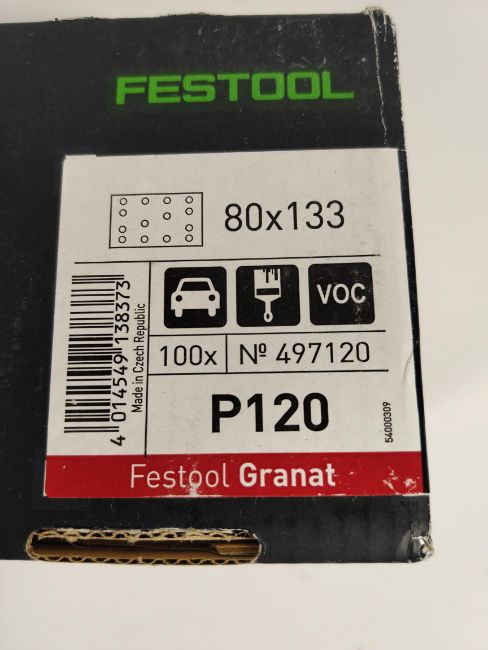 FESTOOL
80x133
VOC
100x
Nº 497120
P120
4 014549 138373
Made in Czech Republic
54000309
Festool Granat